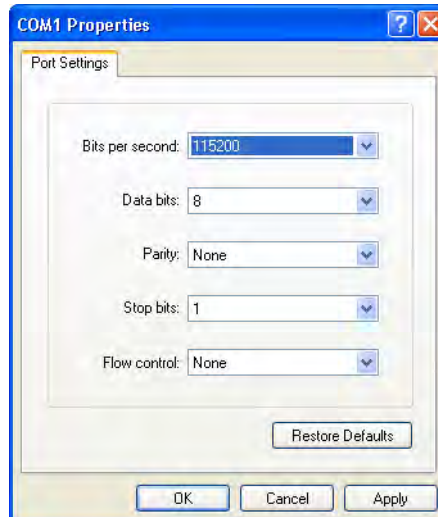 COM1 Properties
Port Settings
Bits per second: 115200
Data bits: 8
Parity: None
Stop bits: 1
Flow control: None
Restore Defaults
OK Cancel Apply